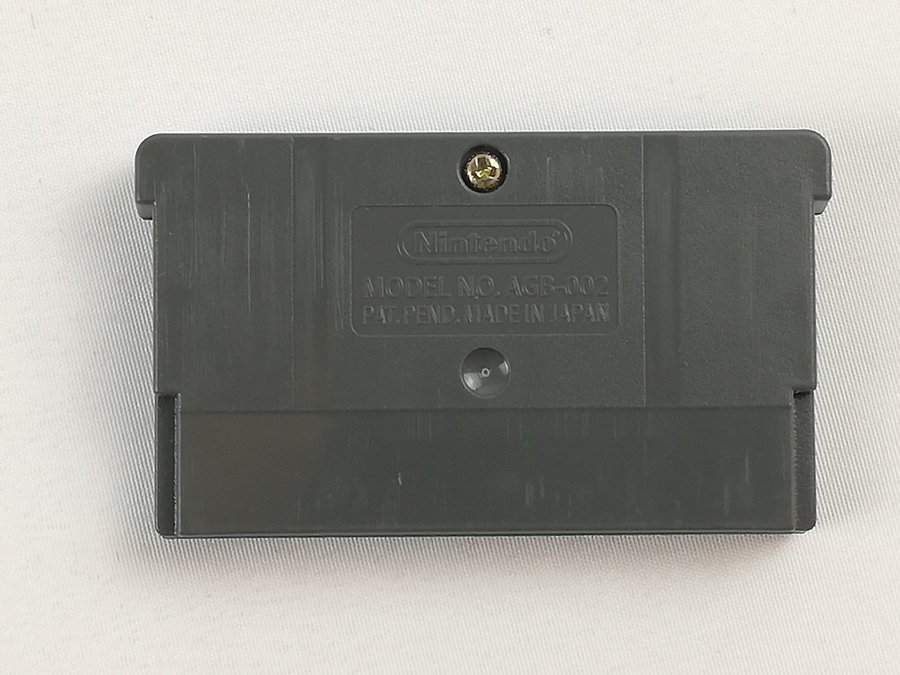 Nintendo®
MODEL NO. AGB-002
PAT. PEND. MADE IN JAPAN